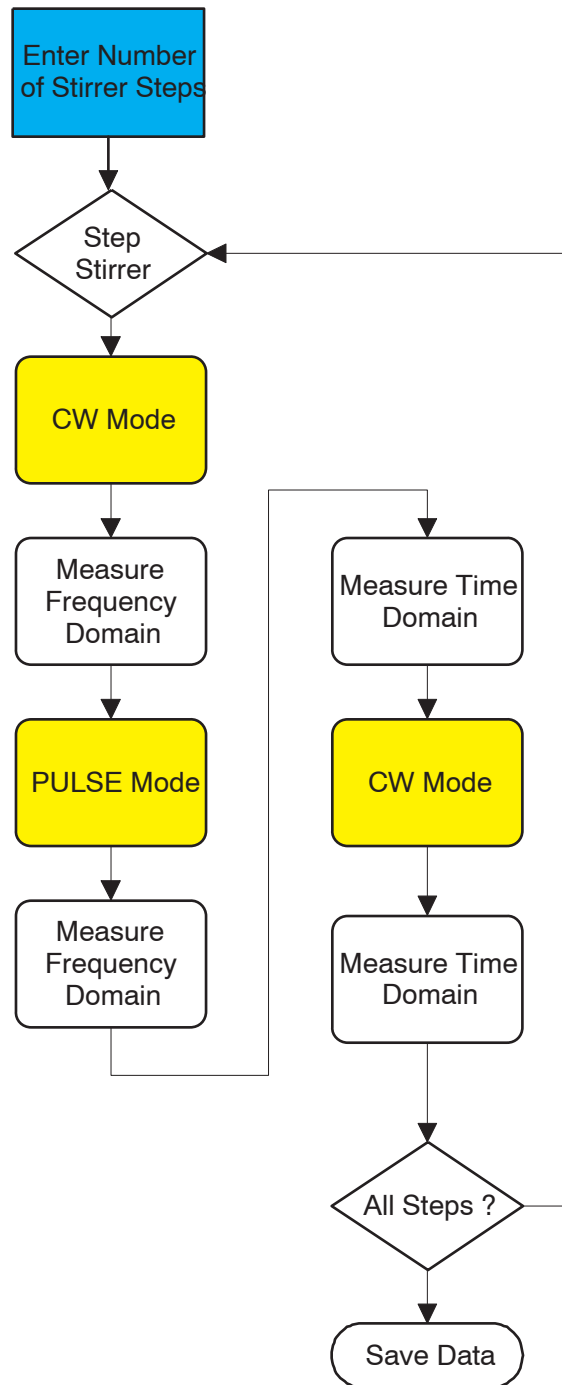 Enter Number
of Stirrer Steps
Step
Stirrer
CW Mode
Measure
Frequency
Domain
PULSE Mode
Measure
Frequency
Domain
Measure Time
Domain
CW Mode
Measure Time
Domain
All Steps ?
Save Data